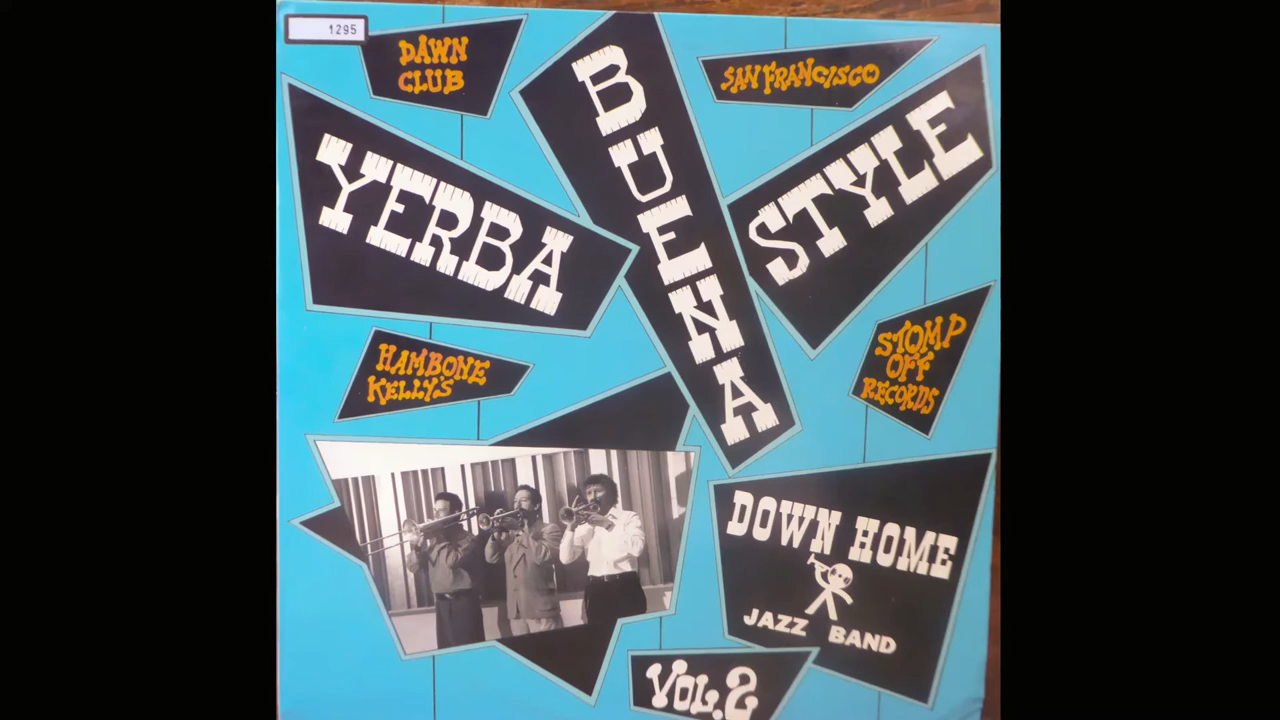 1295
DAWN
CLUB
SAN FRANCISCO
YERBA
BUENA
STYLE
HAMBONE
KELLY'S
STOMP
OFF
RECORDS
DOWN HOME
JAZZ BAND
VOL.2